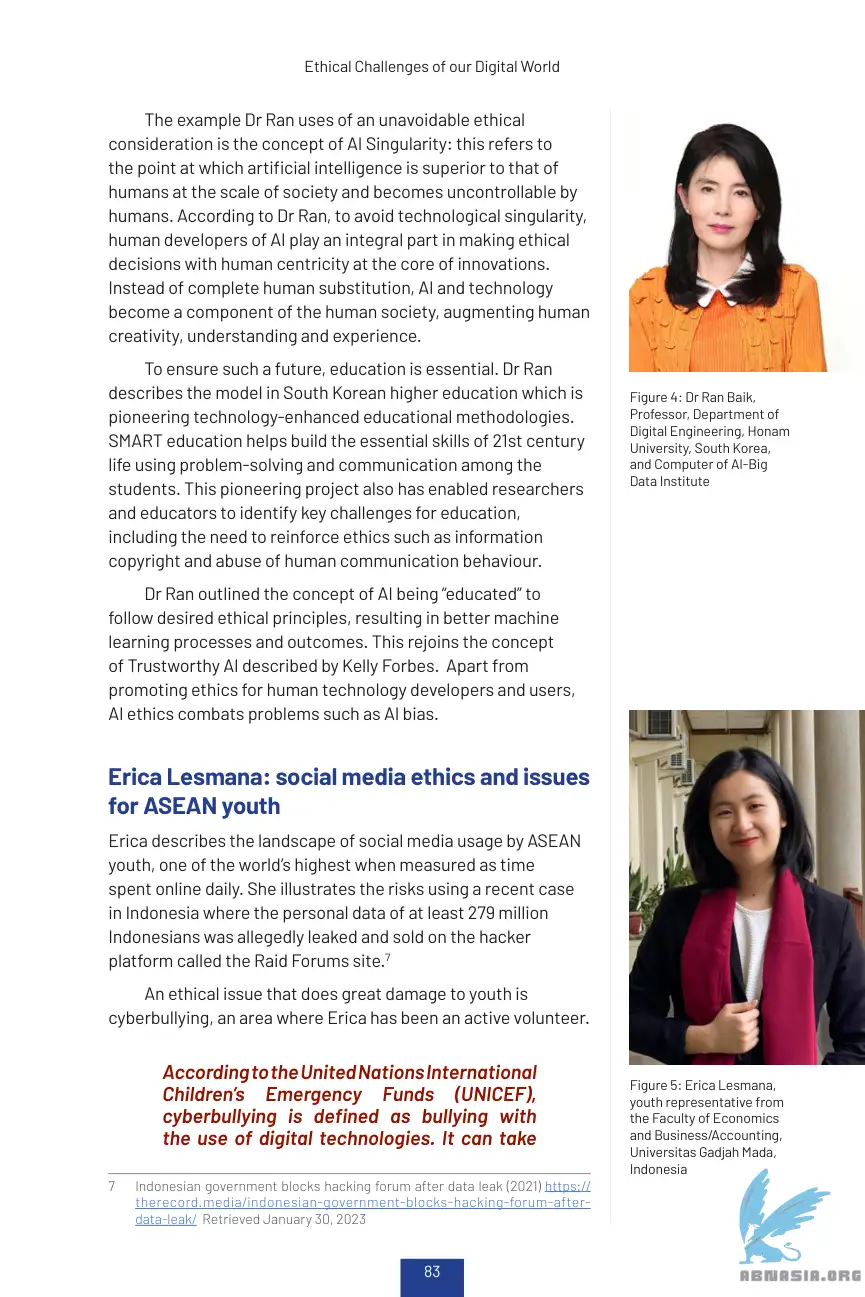 Ethical Challenges of our Digital World
The example Dr Ran uses of an unavoidable ethical
consideration is the concept of AI Singularity: this refers to
the point at which artificial intelligence is superior to that of
humans at the scale of society and becomes uncontrollable by
humans. According to Dr Ran, to avoid technological singularity,
human developers of AI play an integral part in making ethical
decisions with human centricity at the core of innovations.
Instead of complete human substitution, AI and technology
become a component of the human society, augmenting human
creativity, understanding and experience.
To ensure such a future, education is essential. Dr Ran
describes the model in South Korean higher education which is
pioneering technology-enhanced educational methodologies.
SMART education helps build the essential skills of 21st century
life using problem-solving and communication among the
students. This pioneering project also has enabled researchers
and educators to identify key challenges for education,
including the need to reinforce ethics such as information
copyright and abuse of human communication behaviour.
Dr Ran outlined the concept of AI being “educated” to
follow desired ethical principles, resulting in better machine
learning processes and outcomes. This rejoins the concept
of Trustworthy AI described by Kelly Forbes. Apart from
promoting ethics for human technology developers and users,
AI ethics combats problems such as AI bias.
Erica Lesmana: social media ethics and issues
for ASEAN youth
Erica describes the landscape of social media usage by ASEAN
youth, one of the world’s highest when measured as time
spent online daily. She illustrates the risks using a recent case
in Indonesia where the personal data of at least 279 million
Indonesians was allegedly leaked and sold on the hacker
platform called the Raid Forums site.7
An ethical issue that does great damage to youth is
cyberbullying, an area where Erica has been an active volunteer.
According to the United Nations International
Children’s Emergency Funds (UNICEF),
cyberbullying is defined as bullying with
the use of digital technologies. It can take
7 Indonesian government blocks hacking forum after data leak (2021) https://
therecord.media/indonesian-government-blocks-hacking-forum-after-
data-leak/ Retrieved January 30, 2023
Figure 4: Dr Ran Baik,
Professor, Department of
Digital Engineering, Honam
University, South Korea,
and Computer of AI-Big
Data Institute
Figure 5: Erica Lesmana,
youth representative from
the Faculty of Economics
and Business/Accounting,
Universitas Gadjah Mada,
Indonesia
83
ABNASIA.ORG